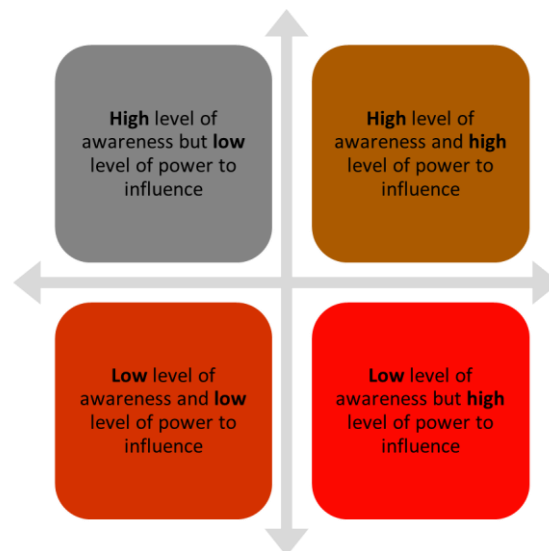 High level of
awareness but low
level of power to
influence
High level of
awareness and high
level of power to
influence
Low level of
awareness and low
level of power to
influence
Low level of
awareness but high
level of power to
influence